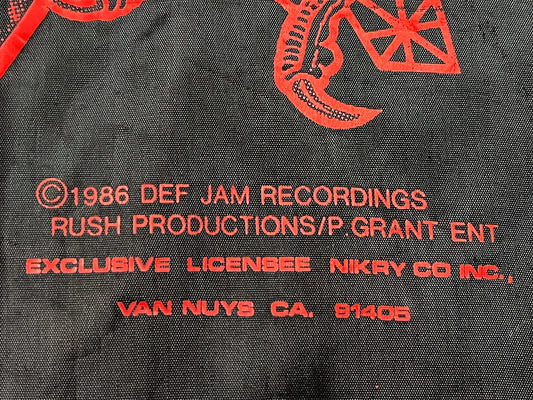 ©1986 DEF JAM RECORDINGS
RUSH PRODUCTIONS/P.GRANT ENT
EXCLUSIVE LICENSEE NIKRY CO INC.,
VAN NUYS CA. 91405